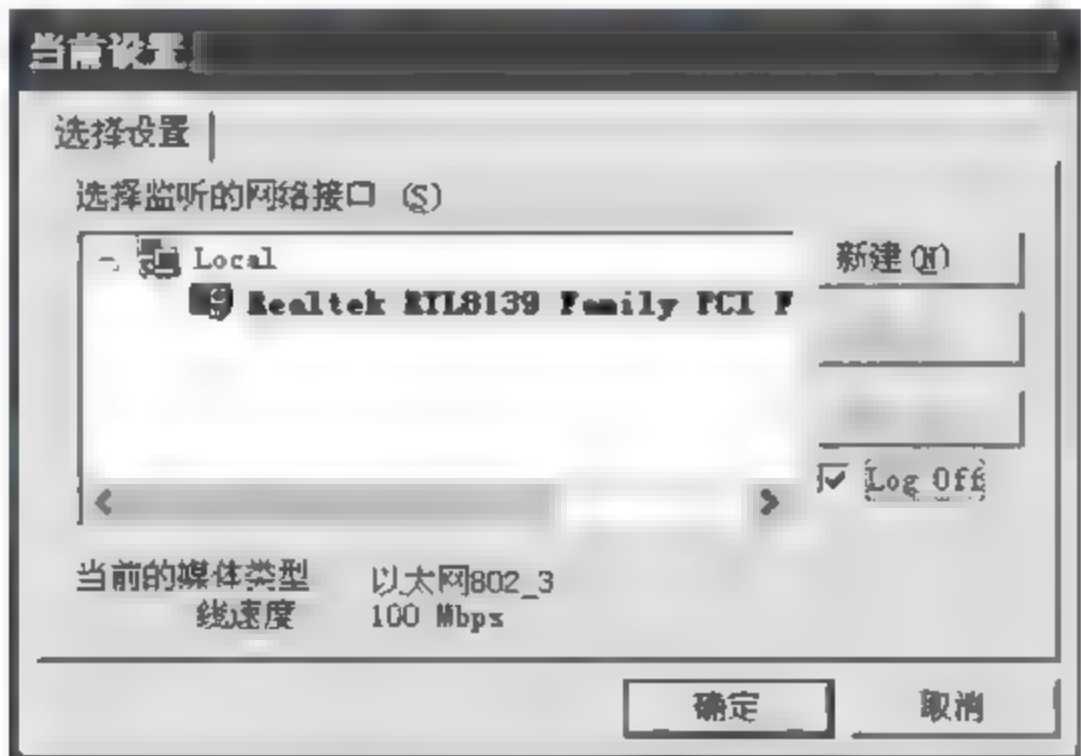 当前设置
选择设置
选择监听的网络接口 (S)
Local
新建(N)
Realtek RTL8139 Family PCI F
Log Off
当前的媒体类型 以太网802_3
线速度 100 Mbps
确定 取消